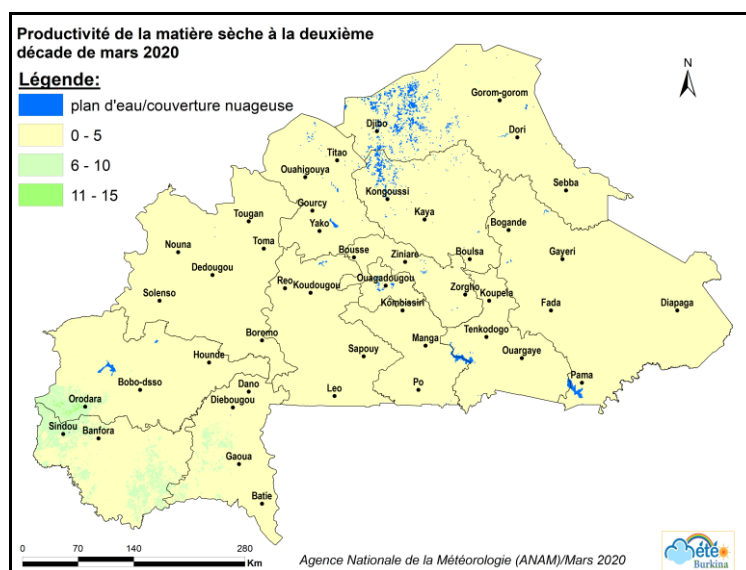 Productivité de la matière sèche à la deuxième
décade de mars 2020
Légende:
plan d'eau/couverture nuageuse
0 - 5
6 - 10
11 - 15
N
Gorom-gorom
Djibo
Dori
Titao
Ouahigouya
Sebba
Kongoussi
Gourcy
Kaya
Tougan
Yako
Bogande
Nouna
Toma
Bousse
Ziniare
Boulsa
Gayeri
Dedougou
Reo
Koudougou
Ouagadougou
Zorgho
Koupela
Solenso
Kombissiri
Fada
Diapaga
Boromo
Manga
Tenkodogo
Hounde
Sapouy
Ouargaye
Bobo-dsso
Dano
Leo
Po
Pama
Orodara
Diebougou
Sindou
Banfora
Gaoua
Batie
0 70 140 280
Km
Agence Nationale de la Météorologie (ANAM)/Mars 2020
Météo
Burkina